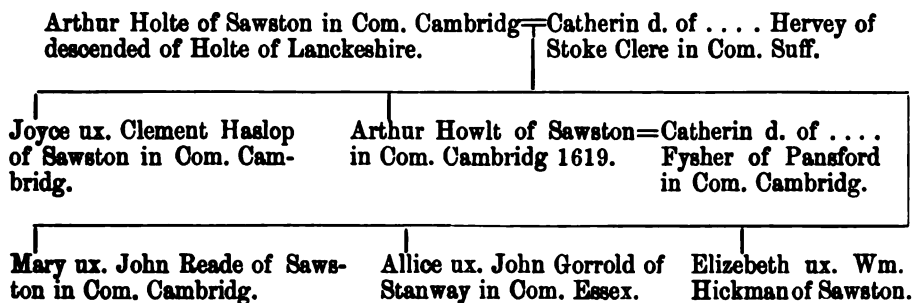 Arthur Holte of Sawston in Com. Cambridg=Catherin d. of .... Hervey of
descended of Holte of Lanckeshire. Stoke Clere in Com. Suff.
Joyce ux. Clement Haslop
of Sawston in Com. Cam-
bridg.
Arthur Howlt of Sawston=Catherin d. of ....
in Com. Cambridg 1619. Fysher of Pansford
in Com. Cambridg.
Mary ux. John Reade of Saws-
ton in Com. Cambridg.
Allice ux. John Gorrold of
Stanway in Com. Essex.
Elizebeth ux. Wm.
Hickman of Sawston.